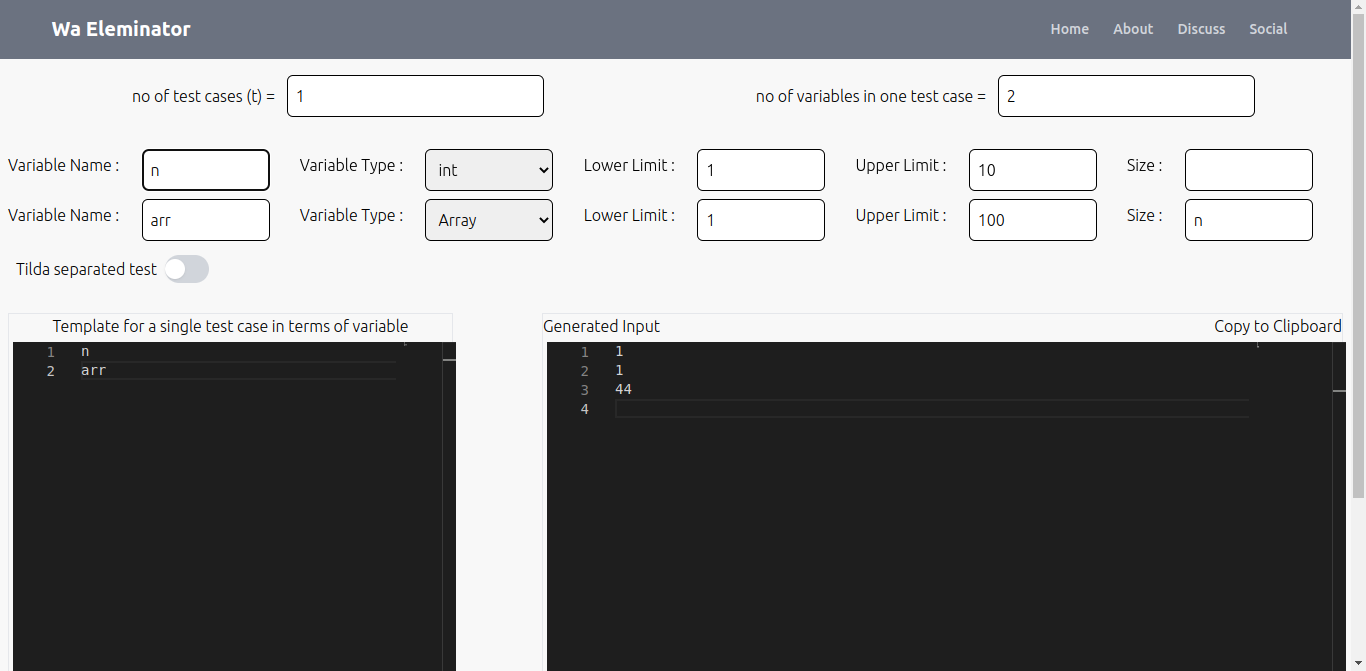 Wa Eleminator Home About Discuss Social
no of test cases (t) = 1 no of variables in one test case = 2
Variable Name : n Variable Type : int Lower Limit : 1 Upper Limit : 10 Size :
Variable Name : arr Variable Type : Array Lower Limit : 1 Upper Limit : 100 Size : n
Tilda separated test
Template for a single test case in terms of variable
1 n
2 arr
Generated Input Copy to Clipboard
1 1
2 1
3 44
4